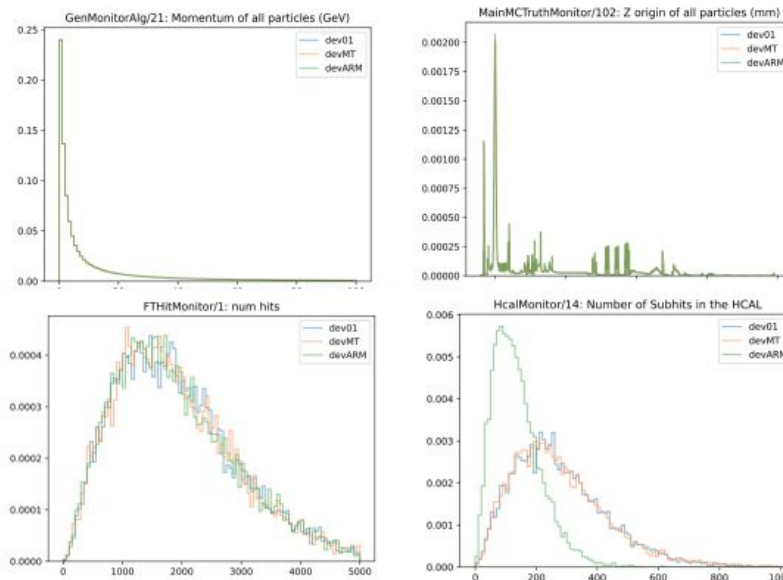 GenMonitorAlg/21: Momentum of all particles (GeV)
0.25
0.20
0.15
0.10
0.05
0.00
dev01
devMT
devARM
MainMCTruthMonitor/102: Z origin of all particles (mm)
0.00200
0.00175
0.00150
0.00125
0.00100
0.00075
0.00050
0.00025
0.00000
dev01
devMT
devARM
FTHitMonitor/1: num hits
0.0004
0.0003
0.0002
0.0001
0.0000
0 1000 2000 3000 4000 5000
dev01
devMT
devARM
HcalMonitor/14: Number of Subhits in the HCAL
0.006
0.005
0.004
0.003
0.002
0.001
0.000
0 200 400 600 800
dev01
devMT
devARM